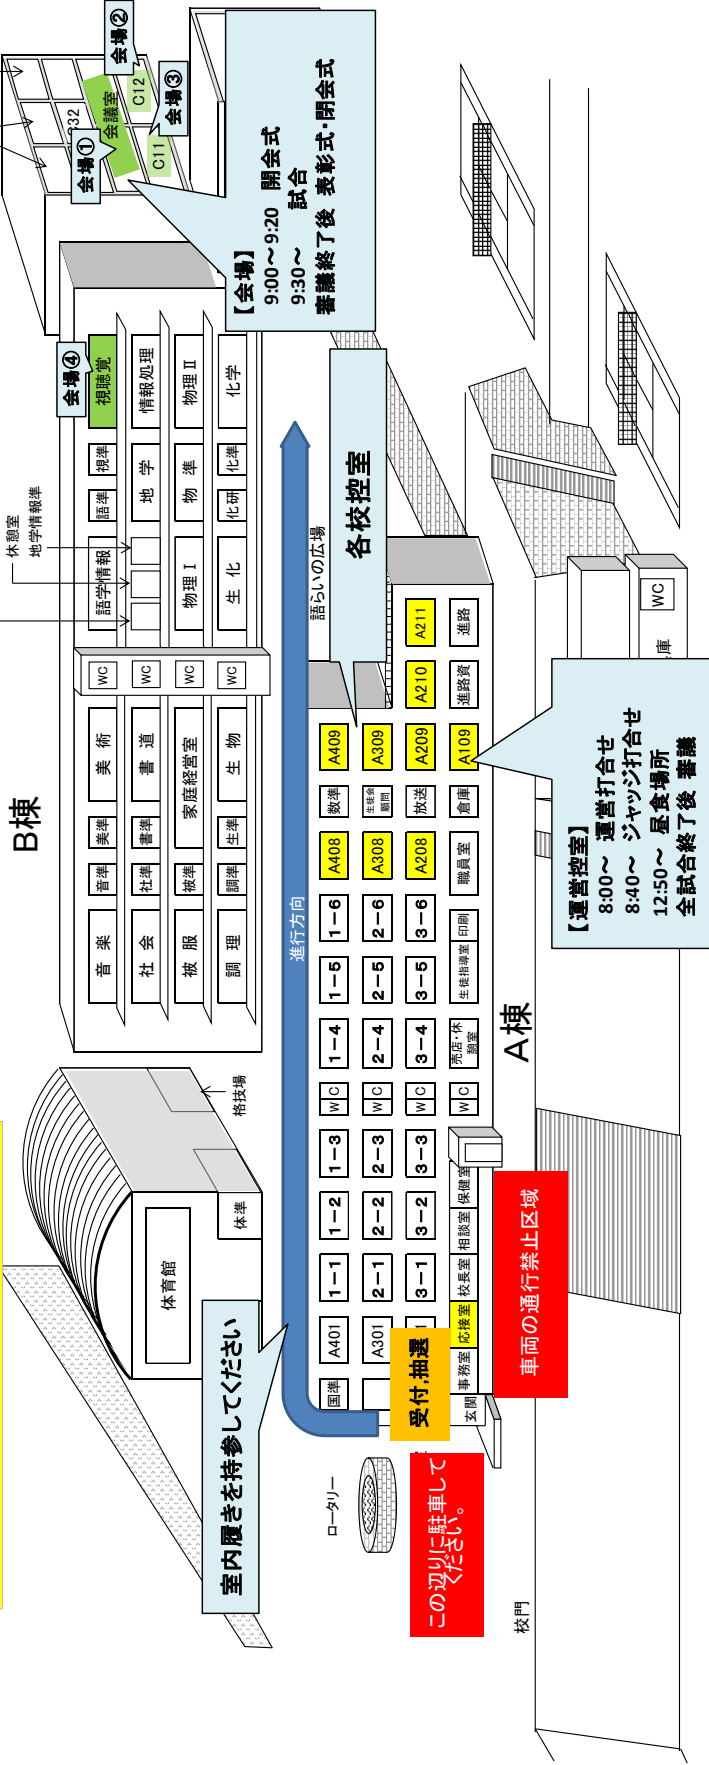 会場①
会場②
会場③
会議室
C12
C11
【会場】
9:00～9:20 開会式
9:30～ 試合
審議終了後 表彰式・閉会式
B棟
会場④
休憩室
地学情報準
音楽
音準
美準
美術
WC
語学情報
語準
視準
視聴覚
社会
社準
書準
書道
WC
地学
情報処理
被服
被準
家庭経営室
WC
物理Ⅰ
物準
物理Ⅱ
調理
調準
生準
生物
WC
生化
化研
化準
化学
格技場
体育館
体準
室内履きを持参してください
進行方向
語らいの広場
各校控室
国準
A401
1－1
1－2
1－3
WC
1－4
1－5
1－6
A408
数準
A409
A301
2－1
2－2
2－3
WC
2－4
2－5
2－6
A308
生徒会
顧問
A309
3－1
3－2
3－3
WC
3－4
3－5
3－6
A208
放送
A209
A210
A211
玄関
事務室
応接室
校長室
相談室
保健室
WC
売店・休
憩室
生徒指導室
印刷
職員室
倉庫
A109
進路資
進路
受付,抽選
A棟
ロータリー
この辺りに駐車して
ください。
車両の通行禁止区域
校門
WC
庫
【運営控室】
8:00～ 運営打合せ
8:40～ ジャッジ打合せ
12:50～ 昼食場所
全試合終了後 審議